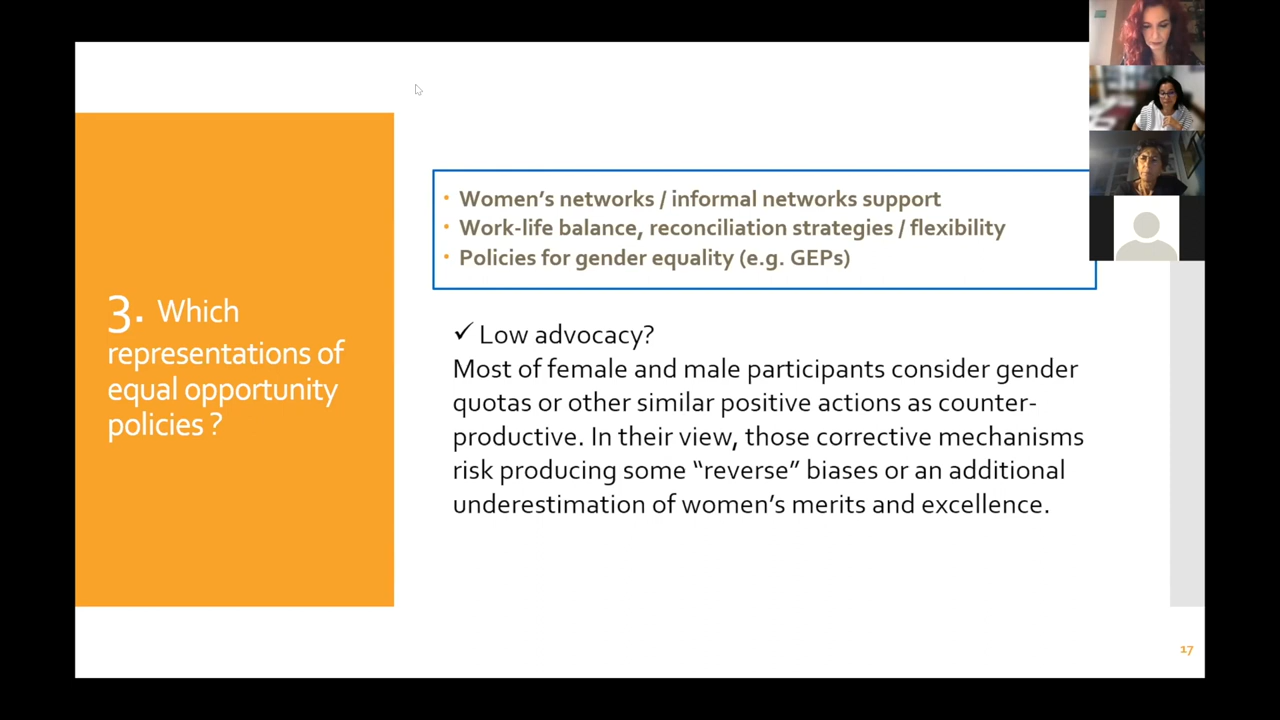 3. Which
representations of
equal opportunity
policies ?
• Women’s networks / informal networks support
• Work-life balance, reconciliation strategies / flexibility
• Policies for gender equality (e.g. GEPs)
✓ Low advocacy?
Most of female and male participants consider gender
quotas or other similar positive actions as counter-
productive. In their view, those corrective mechanisms
risk producing some “reverse” biases or an additional
underestimation of women’s merits and excellence.
17